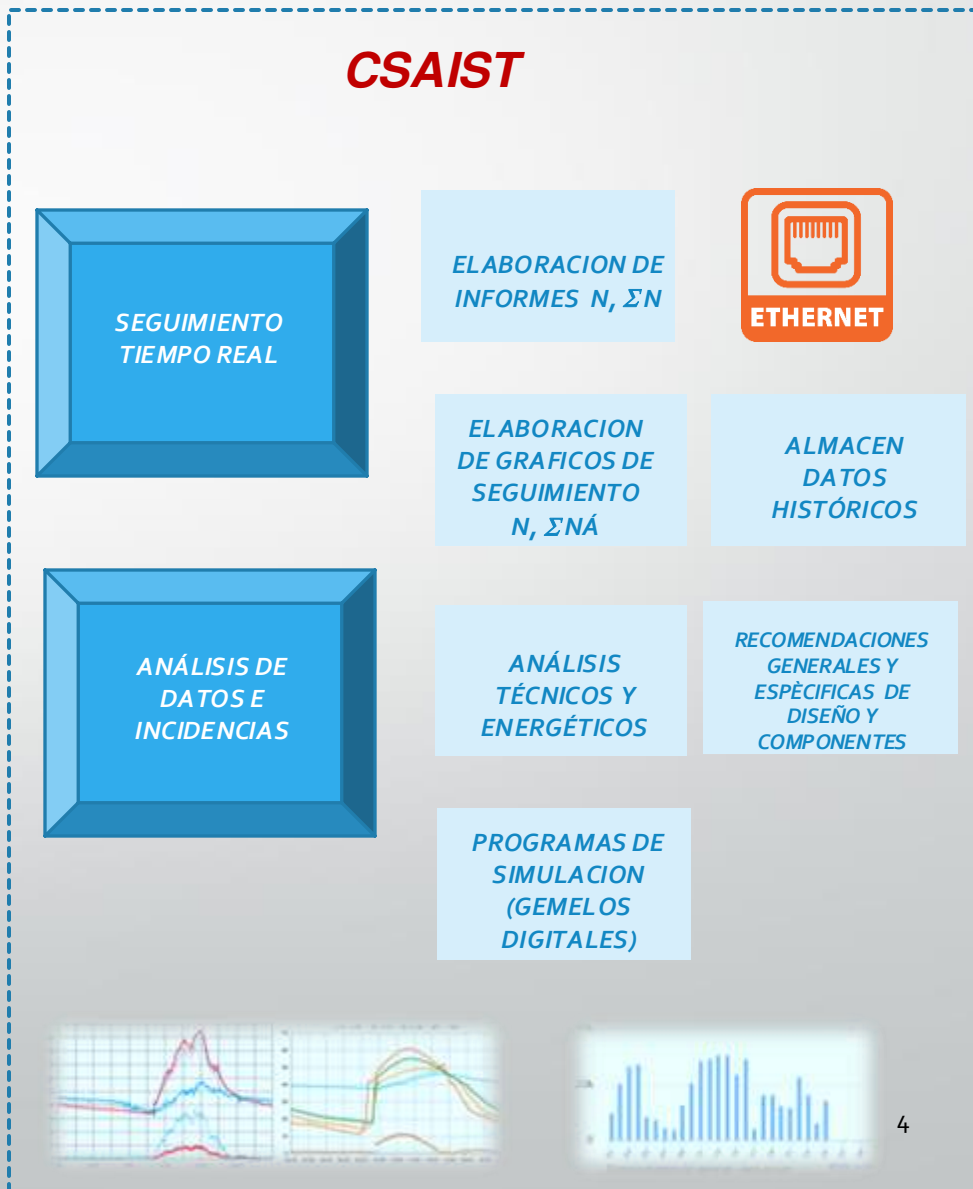 CSAIST
SEGUIMIENTO
TIEMPO REAL
ELABORACION DE
INFORMES N, ΣN
ETHERNET
ELABORACION
DE GRAFICOS DE
SEGUIMIENTO
N, ΣNÁ
ALMACEN
DATOS
HISTÓRICOS
ANÁLISIS DE
DATOS E
INCIDENCIAS
ANÁLISIS
TÉCNICOS Y
ENERGÉTICOS
RECOMENDACIONES
GENERALES Y
ESPÈCIFICAS DE
DISEÑO Y
COMPONENTES
PROGRAMAS DE
SIMULACION
(GEMELOS
DIGITALES)
4